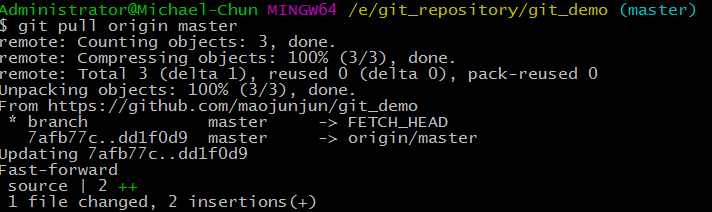 Administrator@Michael-Chun MINGW64 /e/git_repository/git_demo (master)
$ git pull origin master
remote: Counting objects: 3, done.
remote: Compressing objects: 100% (3/3), done.
remote: Total 3 (delta 1), reused 0 (delta 0), pack-reused 0
Unpacking objects: 100% (3/3), done.
From https://github.com/maojunjun/git_demo
 * branch            master     -> FETCH_HEAD
   7afb77c..dd1f0d9  master     -> origin/master
Updating 7afb77c..dd1f0d9
Fast-forward
 source | 2 ++
 1 file changed, 2 insertions(+)